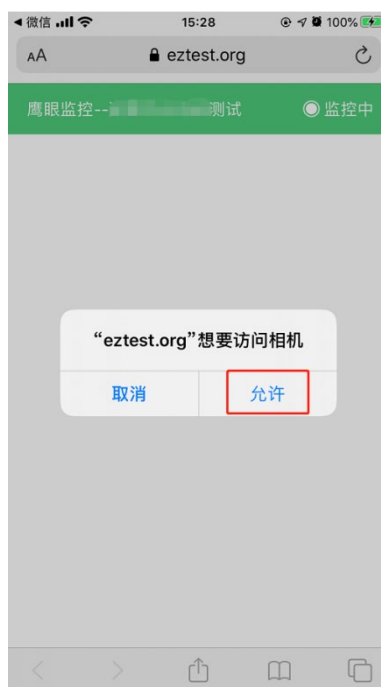 微信
15:28
100%
AA
eztest.org
鹰眼监控--
测试
监控中
“eztest.org”想要访问相机
取消
允许